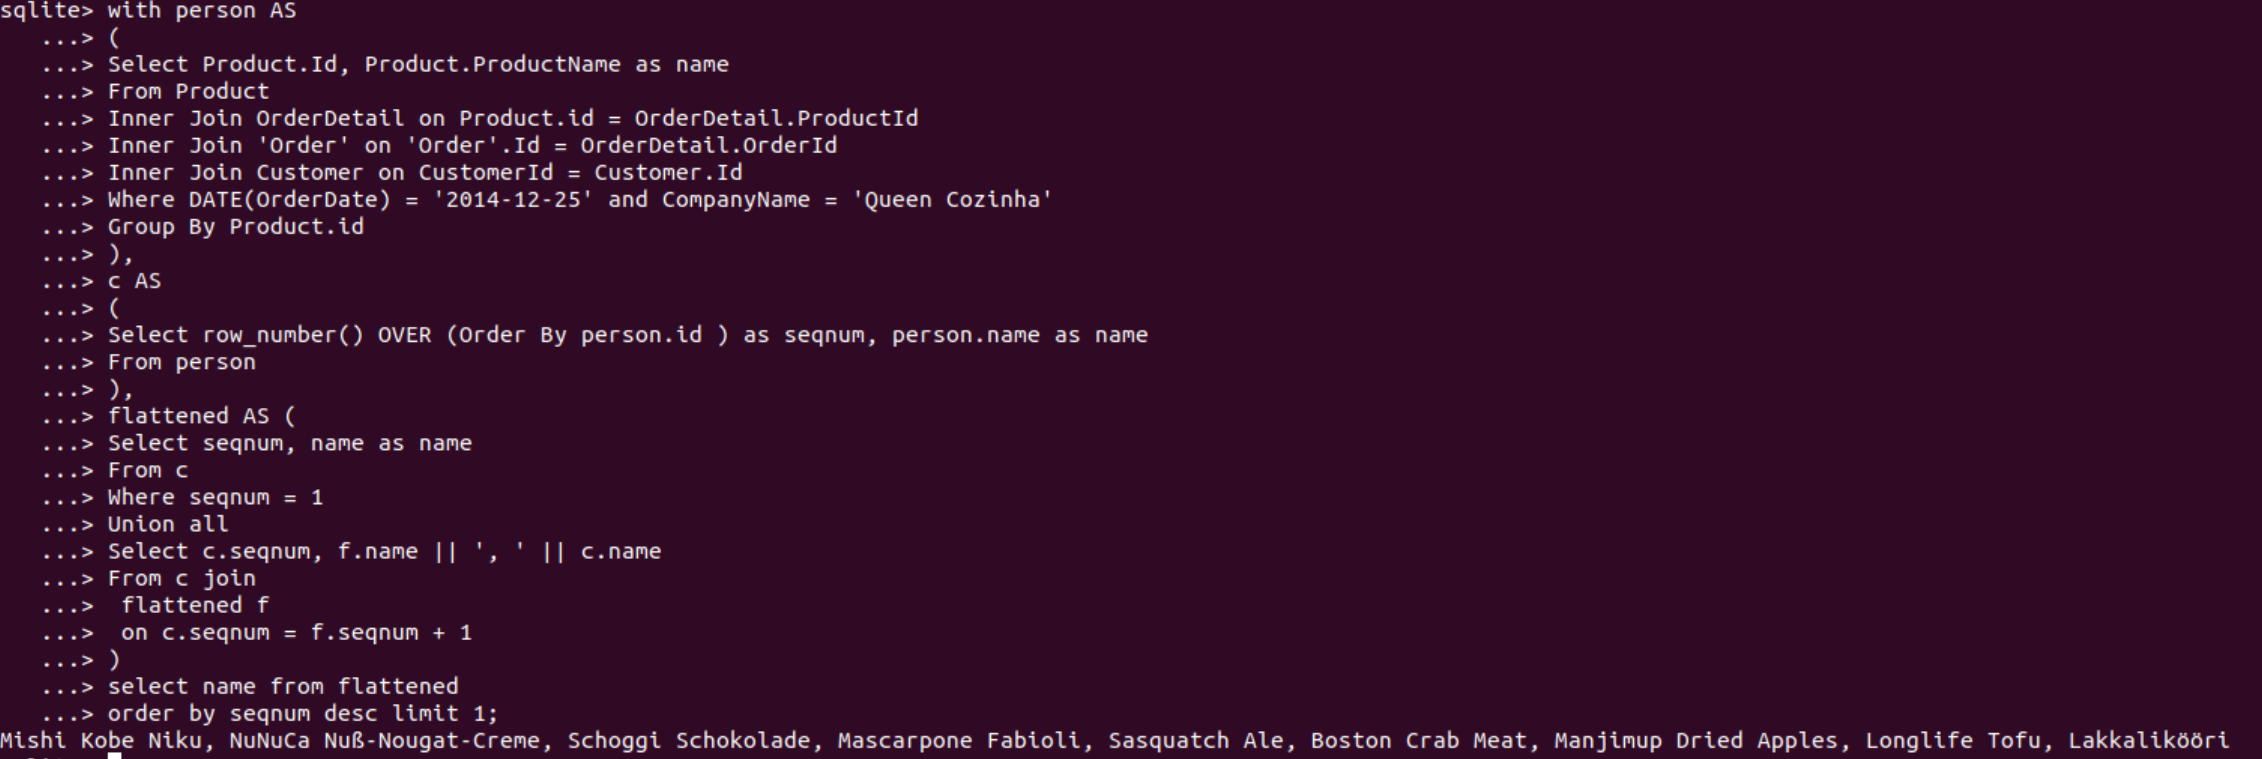 sqlite> with person AS
   ...> (
   ...> Select Product.Id, Product.ProductName as name
   ...> From Product
   ...> Inner Join OrderDetail on Product.id = OrderDetail.ProductId
   ...> Inner Join 'Order' on 'Order'.Id = OrderDetail.OrderId
   ...> Inner Join Customer on CustomerId = Customer.Id
   ...> Where DATE(OrderDate) = '2014-12-25' and CompanyName = 'Queen Cozinha'
   ...> Group By Product.id
   ...> ),
   ...> c AS
   ...> (
   ...> Select row_number() OVER (Order By person.id ) as seqnum, person.name as name
   ...> From person
   ...> ),
   ...> flattened AS (
   ...> Select seqnum, name as name
   ...> From c
   ...> Where seqnum = 1
   ...> Union all
   ...> Select c.seqnum, f.name || ', ' || c.name
   ...> From c join
   ...>  flattened f
   ...>  on c.seqnum = f.seqnum + 1
   ...> )
   ...> select name from flattened
   ...> order by seqnum desc limit 1;
Mishi Kobe Niku, NuNuCa Nuß-Nougat-Creme, Schoggi Schokolade, Mascarpone Fabioli, Sasquatch Ale, Boston Crab Meat, Manjimup Dried Apples, Longlife Tofu, Lakkalikööri